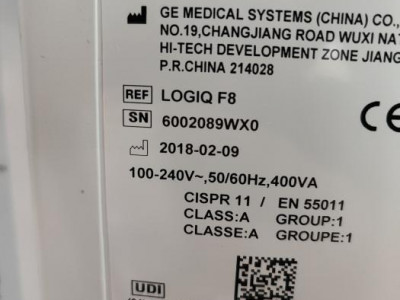 GE MEDICAL SYSTEMS (CHINA) CO.,
NO.19,CHANGJIANG ROAD WUXI NA
HI-TECH DEVELOPMENT ZONE JIANG
P.R.CHINA 214028
REF LOGIQ F8
SN 6002089WX0
CE
2018-02-09
100-240V~,50/60Hz,400VA
CISPR 11 / EN 55011
CLASS:A GROUP:1
CLASSE:A GROUPE:1
UDI